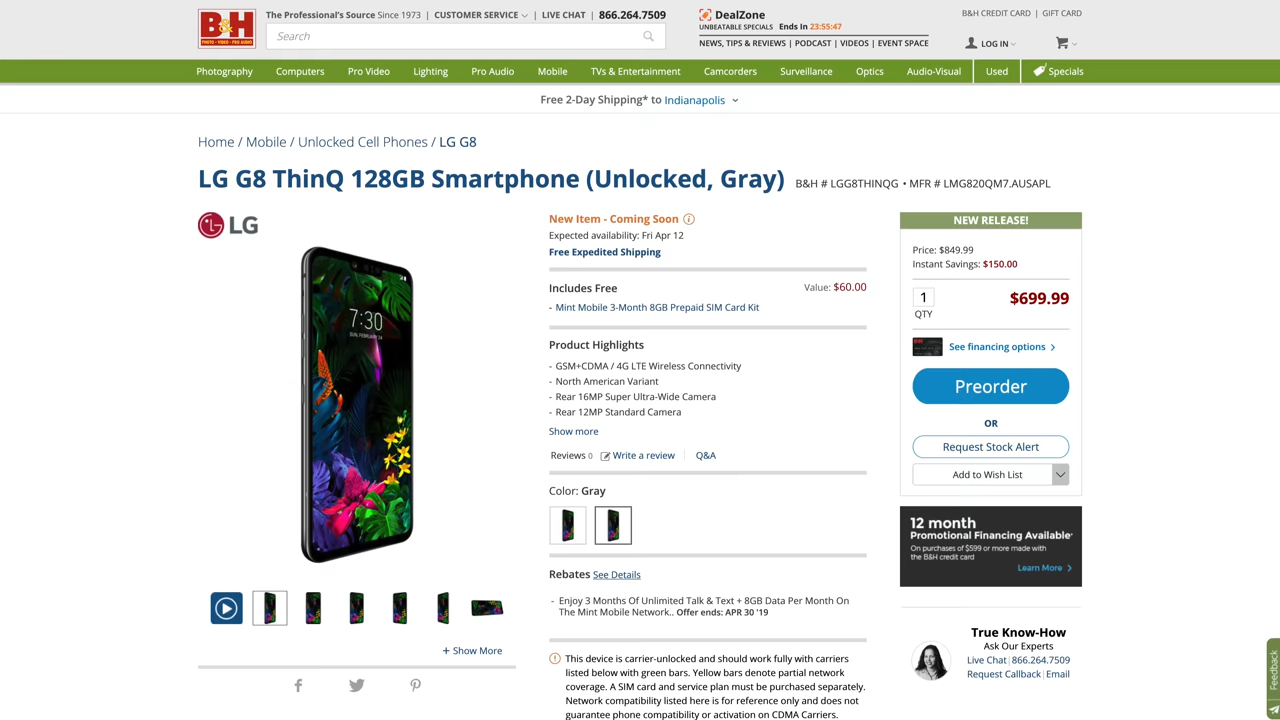 B&H
PHOTO · VIDEO · PRO AUDIO
The Professional's Source Since 1973 | CUSTOMER SERVICE | LIVE CHAT | 866.264.7509
Search
DealZone
UNBEATABLE SPECIALS Ends In 23:55:47
NEWS, TIPS & REVIEWS | PODCAST | VIDEOS | EVENT SPACE
B&H CREDIT CARD | GIFT CARD
LOG IN
Photography Computers Pro Video Lighting Pro Audio Mobile TVs & Entertainment Camcorders Surveillance Optics Audio-Visual Used Specials
Free 2-Day Shipping* to Indianapolis
Home / Mobile / Unlocked Cell Phones / LG G8
LG G8 ThinQ 128GB Smartphone (Unlocked, Gray) B&H # LGG8THINQG • MFR # LMG820QM7.AUSAPL
LG
7:30
SUN, FEBRUARY 24
+ Show More
New Item - Coming Soon
Expected availability: Fri Apr 12
Free Expedited Shipping
Includes Free Value: $60.00
- Mint Mobile 3-Month 8GB Prepaid SIM Card Kit
Product Highlights
- GSM+CDMA / 4G LTE Wireless Connectivity
- North American Variant
- Rear 16MP Super Ultra-Wide Camera
- Rear 12MP Standard Camera
Show more
Reviews 0 Write a review Q&A
Color: Gray
Rebates See Details
- Enjoy 3 Months Of Unlimited Talk & Text + 8GB Data Per Month On
The Mint Mobile Network.. Offer ends: APR 30 '19
This device is carrier-unlocked and should work fully with carriers
listed below with green bars. Yellow bars denote partial network
coverage. A SIM card and service plan must be purchased separately.
Network compatibility listed here is for reference only and does not
guarantee phone compatibility or activation on CDMA Carriers.
NEW RELEASE!
Price: $849.99
Instant Savings: $150.00
1 $699.99
QTY
See financing options
Preorder
OR
Request Stock Alert
Add to Wish List
12 month
Promotional Financing Available*
On purchases of $599 or more made with
the B&H credit card
Learn More
True Know-How
Ask Our Experts
Live Chat | 866.264.7509
Request Callback | Email
Feedback